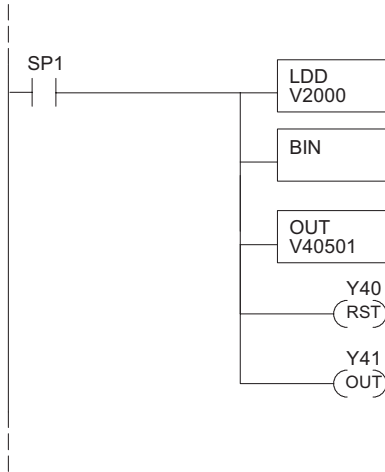 SP1
LDD
V2000
BIN
OUT
V40501
Y40
RST
Y41
OUT